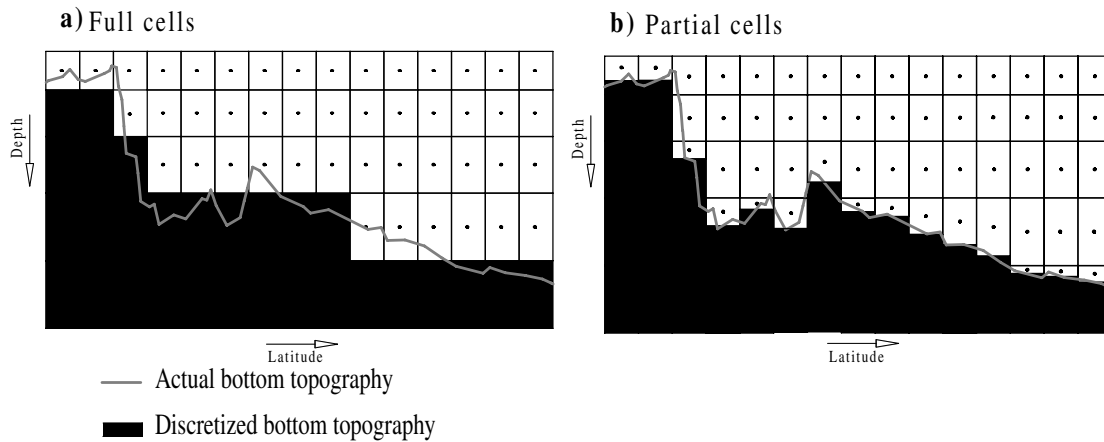 a) Full cells
b) Partial cells
Depth
Depth
Latitude
Latitude
Actual bottom topography
Discretized bottom topography